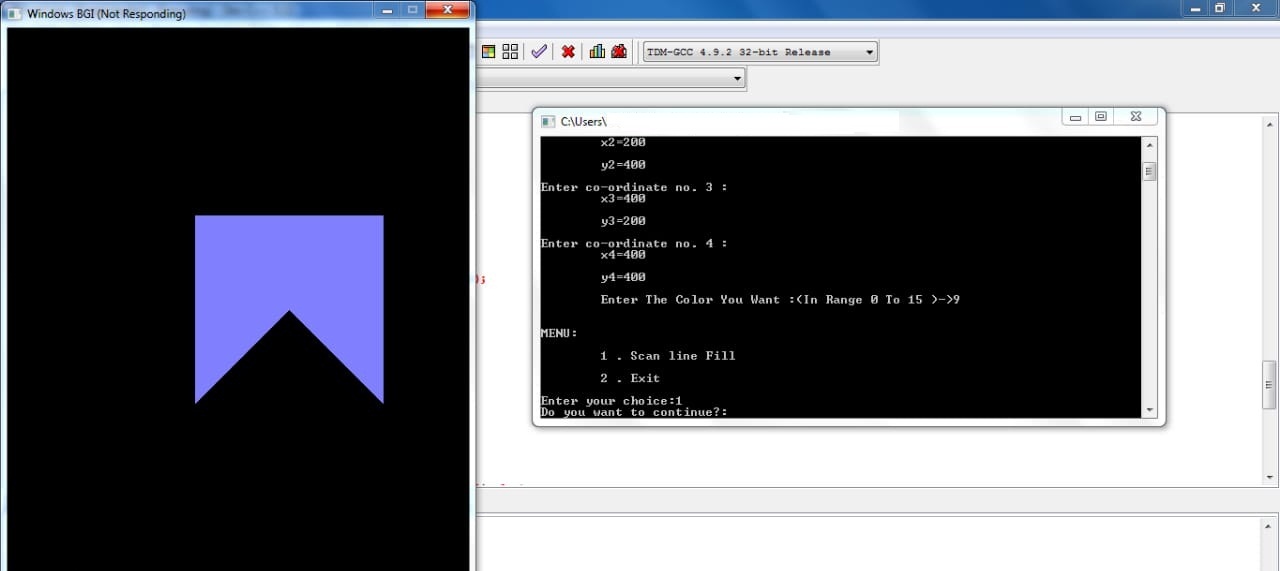 Windows BGI (Not Responding)
TDM-GCC 4.9.2 32-bit Release
);
C:\Users\
x2=200
y2=400
Enter co-ordinate no. 3 :
x3=400
y3=200
Enter co-ordinate no. 4 :
x4=400
y4=400
Enter The Color You Want :(In Range 0 To 15 )->9
MENU:
1 . Scan line Fill
2 . Exit
Enter your choice:1
Do you want to continue?: